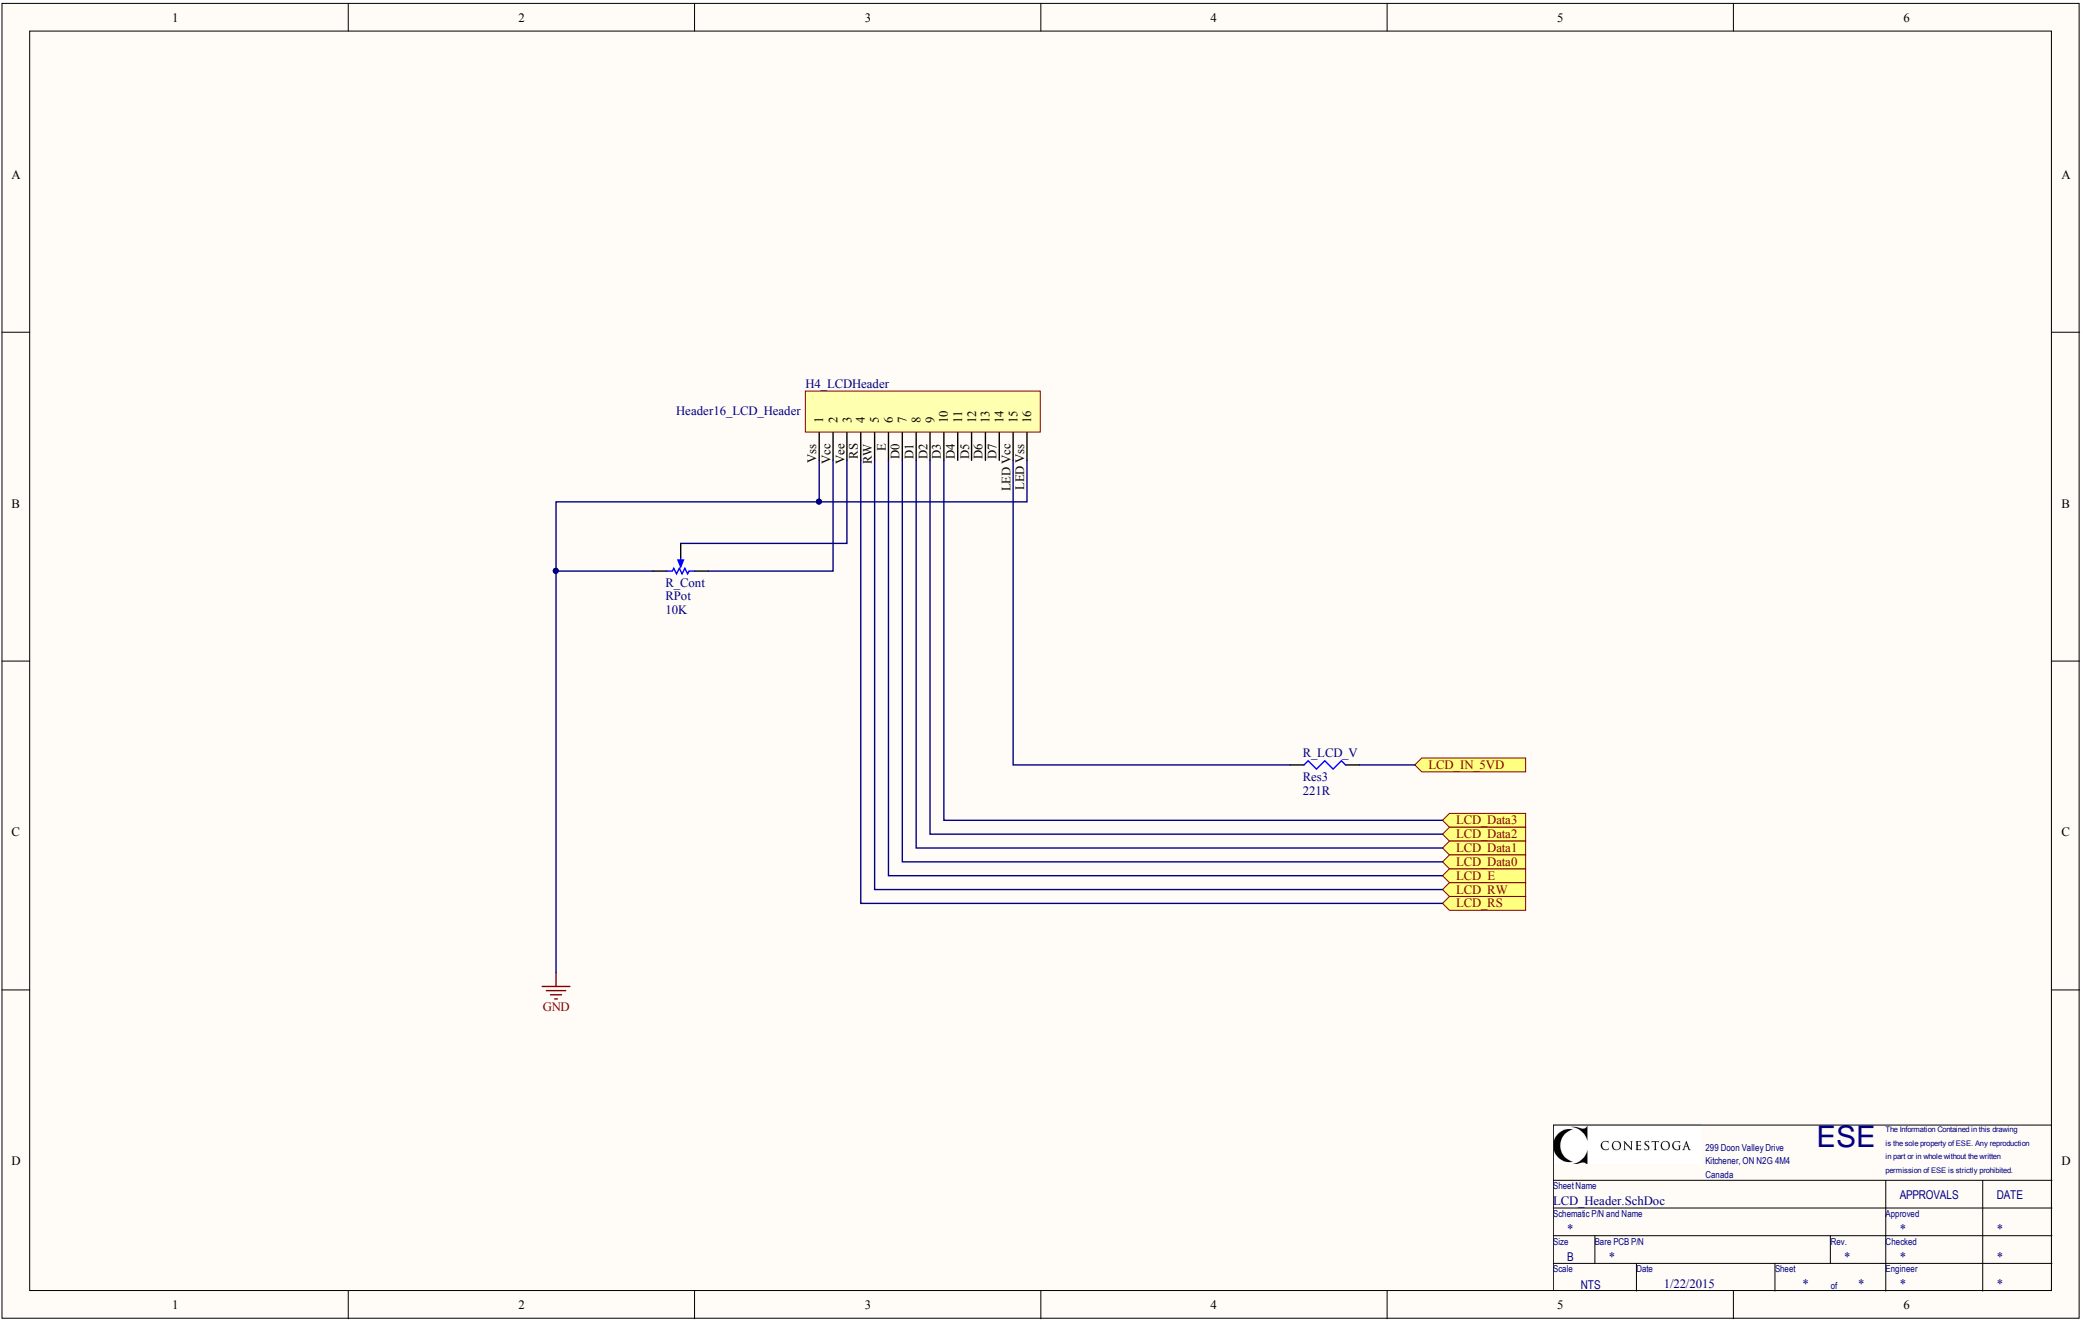 1 2 3 4 5 6
A A
H4_LCDHeader
Header16_LCD_Header
1 2 3 4 5 6 7 8 9 10 11 12 13 14 15 16
Vss Vcc Vee RS RW E D0 D1 D2 D3 D4 D5 D6 D7 LED Vcc LED Vss
B B
R_Cont
RPot
10K
R_LCD_V
LCD_IN_5VD
Res3
221R
LCD_Data3
C C
LCD_Data2
LCD_Data1
LCD_Data0
LCD_E
LCD_RW
LCD_RS
GND
D D
CONESTOGA
299 Doon Valley Drive
Kitchener, ON N2G 4M4
Canada
ESE
The Information Contained in this drawing
is the sole property of ESE. Any reproduction
in part or in whole without the written
permission of ESE is strictly prohibited.
Sheet Name
LCD_Header.SchDoc
APPROVALS DATE
Schematic P/N and Name
*
Approved
* *
Size
B
Bare PCB P/N
*
Rev.
*
Checked
* *
Scale
NTS
Date
1/22/2015
Sheet
* of *
Engineer
* *
1 2 3 4 5 6